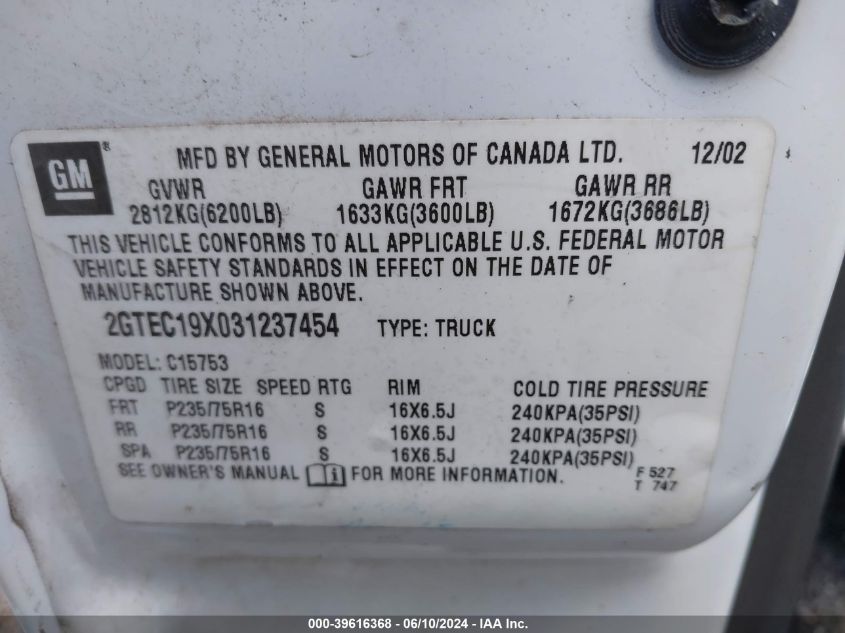 GM® MFD BY GENERAL MOTORS OF CANADA LTD. 12/02
GVWR GAWR FRT GAWR RR
2812KG(6200LB) 1633KG(3600LB) 1672KG(3686LB)
THIS VEHICLE CONFORMS TO ALL APPLICABLE U.S. FEDERAL MOTOR
VEHICLE SAFETY STANDARDS IN EFFECT ON THE DATE OF
MANUFACTURE SHOWN ABOVE.
2GTEC19X031237454 TYPE: TRUCK
MODEL: C15753
CPGD TIRE SIZE SPEED RTG RIM COLD TIRE PRESSURE
FRT P235/75R16 S 16X6.5J 240KPA(35PSI)
RR P235/75R16 S 16X6.5J 240KPA(35PSI)
SPA P235/75R16 S 16X6.5J 240KPA(35PSI)
SEE OWNER'S MANUAL i FOR MORE INFORMATION. F 527
T 747
000-39616368 - 06/10/2024 - IAA Inc.